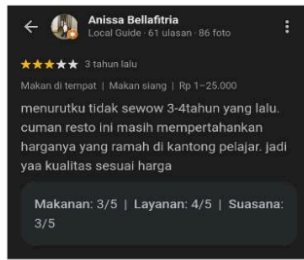 Anissa Bellafitria
Local Guide · 61 ulasan · 86 foto
3 tahun lalu
Makan di tempat | Makan siang | Rp 1–25.000
menurutku tidak sewow 3-4tahun yang lalu.
cuman resto ini masih mempertahankan
harganya yang ramah di kantong pelajar. jadi
yaa kualitas sesuai harga
Makanan: 3/5 | Layanan: 4/5 | Suasana:
3/5